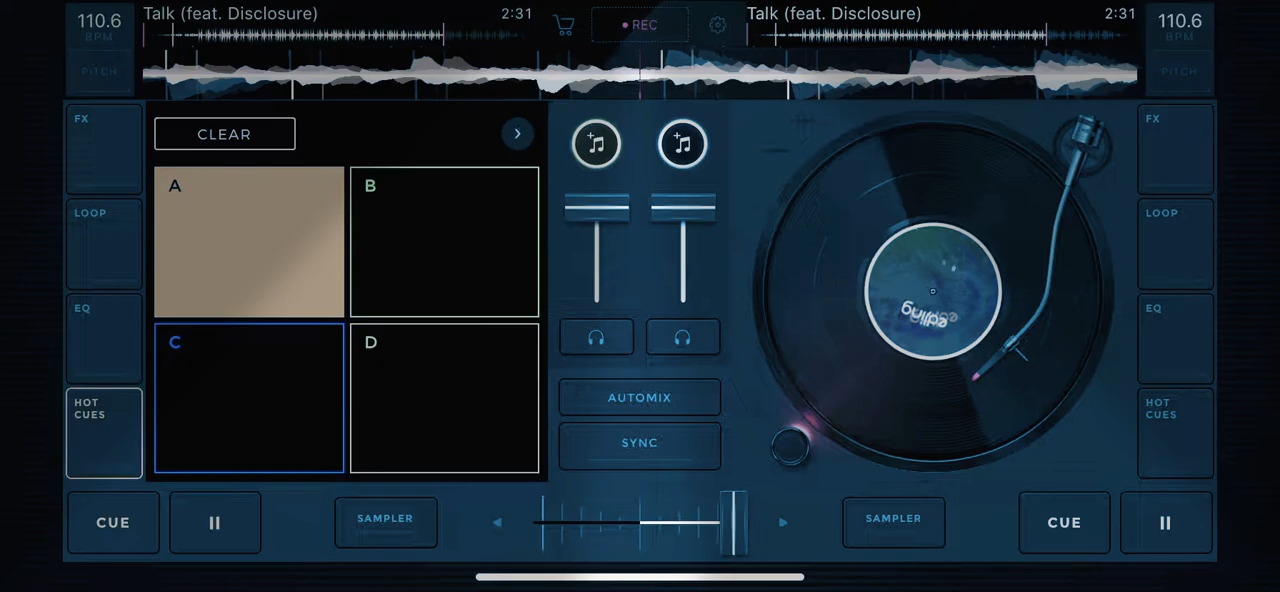 110.6
BPM
PITCH
Talk (feat. Disclosure)
2:31
REC
Talk (feat. Disclosure)
2:31
110.6
BPM
PITCH
FX
LOOP
EQ
HOT
CUES
CLEAR
A
B
C
D
AUTOMIX
SYNC
edjing
FX
LOOP
EQ
HOT
CUES
CUE
SAMPLER
SAMPLER
CUE